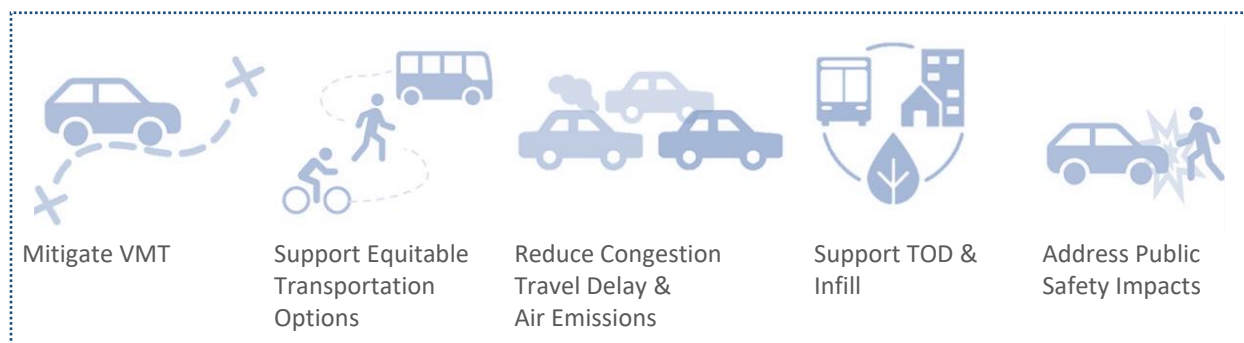 Mitigate VMT
Support Equitable
Transportation
Options
Reduce Congestion
Travel Delay &
Air Emissions
Support TOD &
Infill
Address Public
Safety Impacts